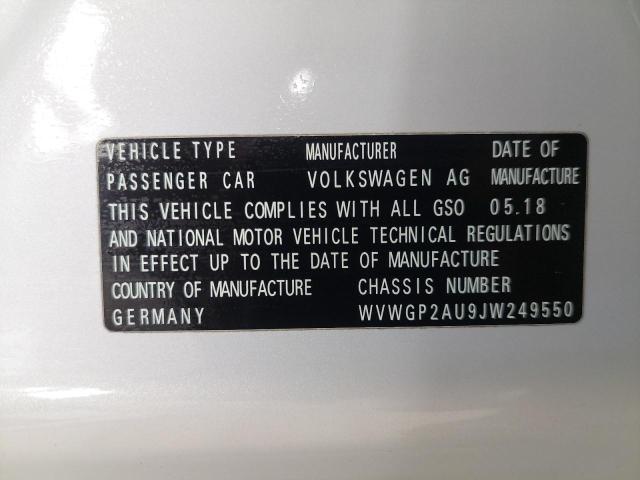 VEHICLE TYPE MANUFACTURER DATE OF
PASSENGER CAR VOLKSWAGEN AG MANUFACTURE
THIS VEHICLE COMPLIES WITH ALL GSO 05.18
AND NATIONAL MOTOR VEHICLE TECHNICAL REGULATIONS
IN EFFECT UP TO THE DATE OF MANUFACTURE
COUNTRY OF MANUFACTURE CHASSIS NUMBER
GERMANY WVWGP2AU9JW249550